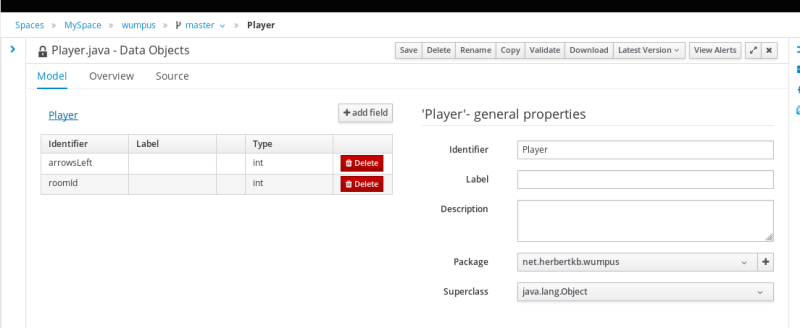 Spaces » MySpace » wumpus » master » Player
Player.java - Data Objects
Save Delete Rename Copy Validate Download Latest Version View Alerts
Model Overview Source
Player
+ add field
Identifier Label Type
arrowsLeft int Delete
roomId int Delete
'Player'- general properties
Identifier Player
Label
Description
Package net.herbertkb.wumpus
Superclass java.lang.Object